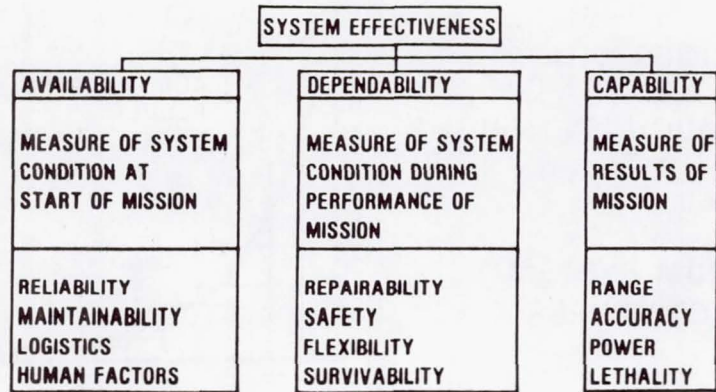 SYSTEM EFFECTIVENESS
AVAILABILITY
MEASURE OF SYSTEM
CONDITION AT
START OF MISSION
RELIABILITY
MAINTAINABILITY
LOGISTICS
HUMAN FACTORS
DEPENDABILITY
MEASURE OF SYSTEM
CONDITION DURING
PERFORMANCE OF
MISSION
REPAIRABILITY
SAFETY
FLEXIBILITY
SURVIVABILITY
CAPABILITY
MEASURE OF
RESULTS OF
MISSION
RANGE
ACCURACY
POWER
LETHALITY